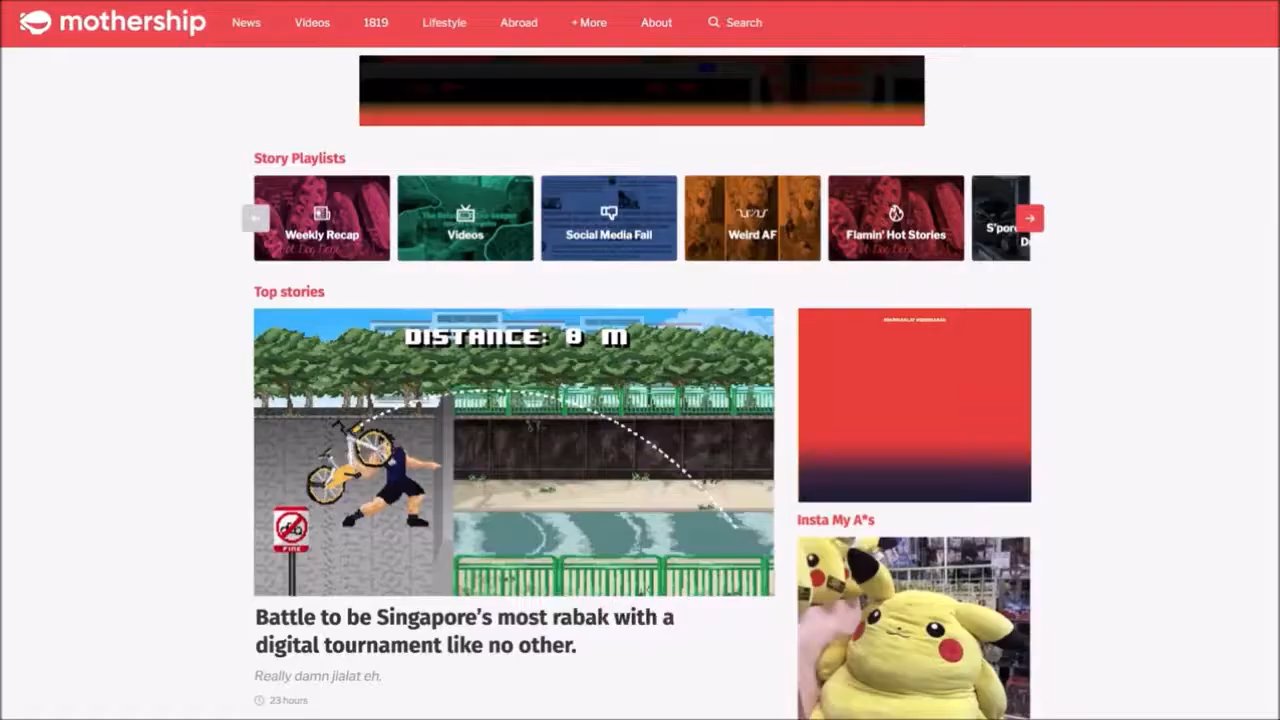 mothership
News Videos 1819 Lifestyle Abroad + More About Search
Story Playlists
Weekly Recap
Videos
Social Media Fail
Weird AF
Flamin' Hot Stories
S'pore
Top stories
DISTANCE: 0 M
FINE
Insta My A*s
Battle to be Singapore's most rabak with a
digital tournament like no other.
Really damn jialat eh.
23 hours